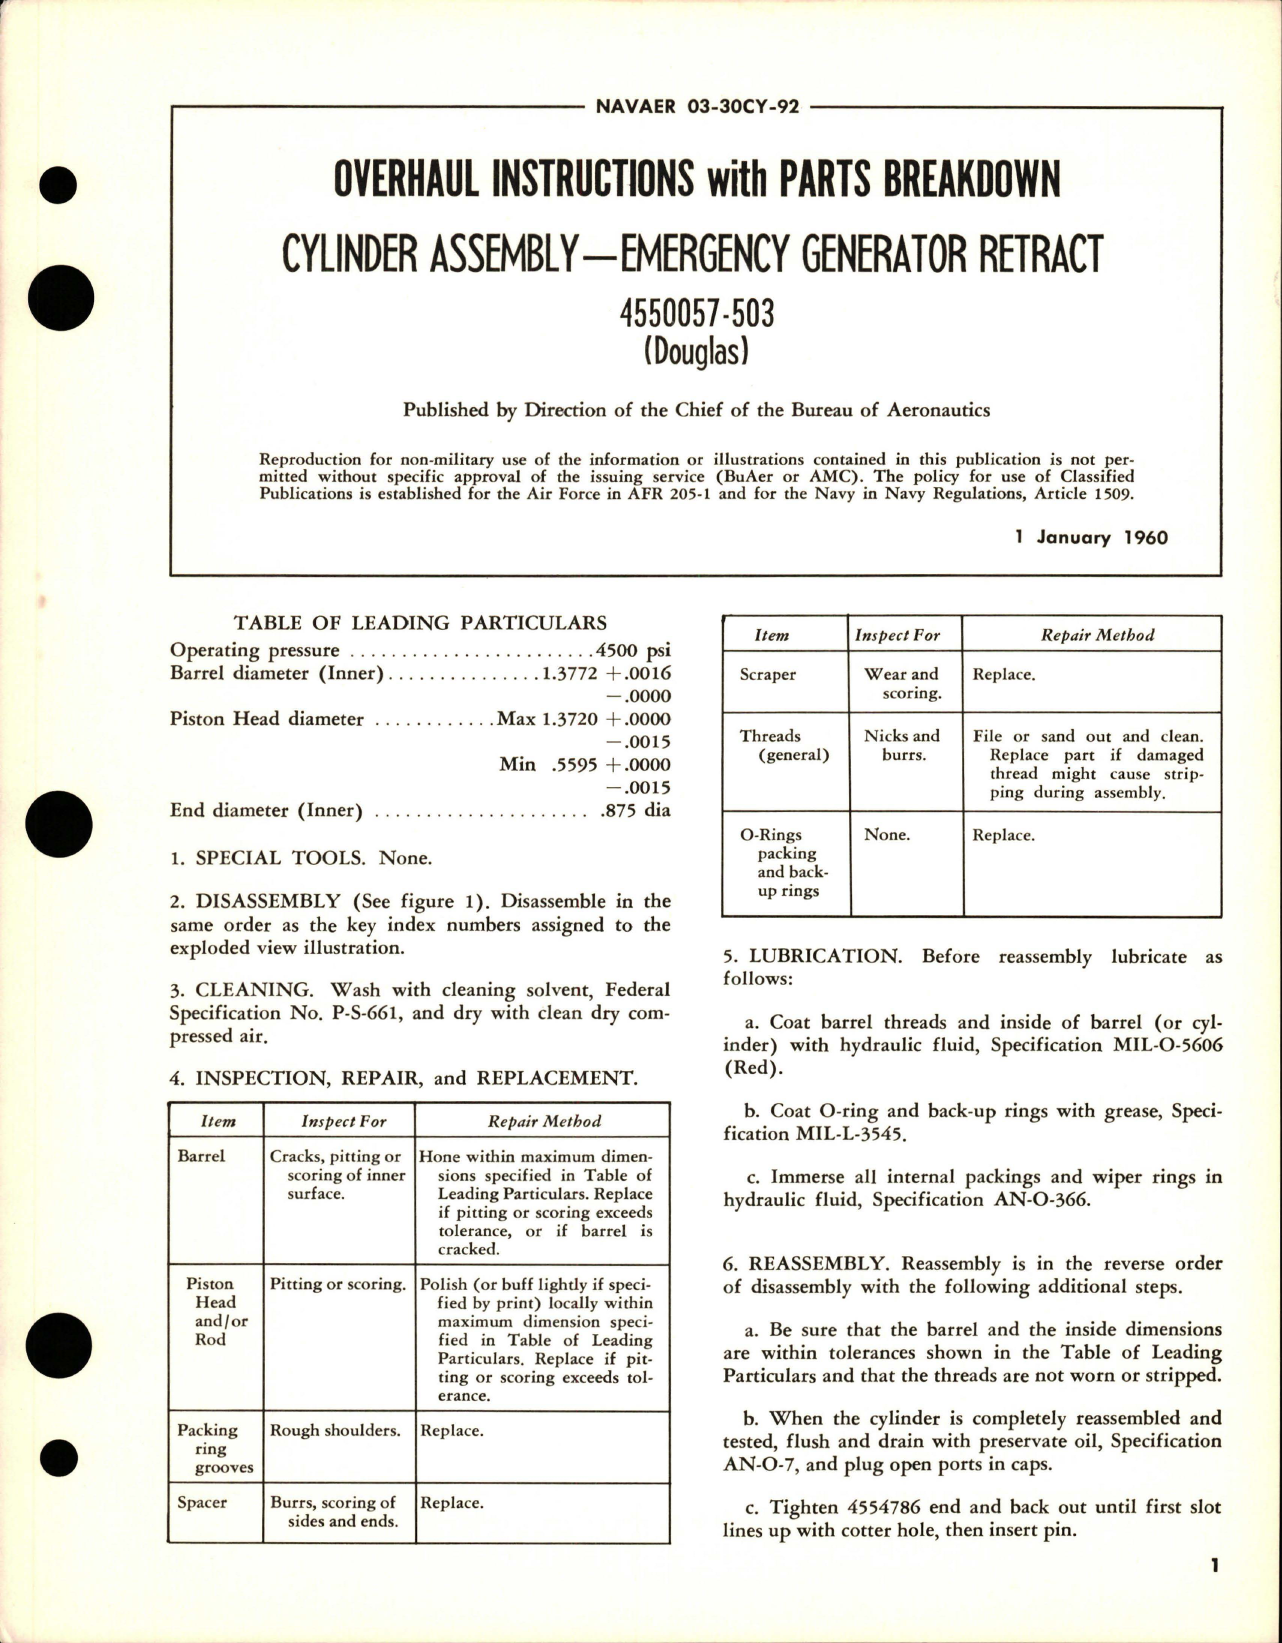 NAVAER 03-30CY-92
OVERHAUL INSTRUCTIONS with PARTS BREAKDOWN
CYLINDER ASSEMBLY—EMERGENCY GENERATOR RETRACT
4550057-503
(Douglas)
Published by Direction of the Chief of the Bureau of Aeronautics
Reproduction for non-military use of the information or illustrations contained in this publication is not per-
mitted without specific approval of the issuing service (BuAer or AMC). The policy for use of Classified
Publications is established for the Air Force in AFR 205-1 and for the Navy in Navy Regulations, Article 1509.
1 January 1960
TABLE OF LEADING PARTICULARS
Operating pressure ........................4500 psi
Barrel diameter (Inner)...............1.3772 +.0016
—.0000
Piston Head diameter ............Max 1.3720 +.0000
—.0015
Min .5595 +.0000
—.0015
End diameter (Inner) ..................... .875 dia
1. SPECIAL TOOLS. None.
2. DISASSEMBLY (See figure 1). Disassemble in the
same order as the key index numbers assigned to the
exploded view illustration.
3. CLEANING. Wash with cleaning solvent, Federal
Specification No. P-S-661, and dry with clean dry com-
pressed air.
4. INSPECTION, REPAIR, and REPLACEMENT.
Item Inspect For Repair Method
Barrel Cracks, pitting or Hone within maximum dimen-
scoring of inner sions specified in Table of
surface. Leading Particulars. Replace
if pitting or scoring exceeds
tolerance, or if barrel is
cracked.
Piston Pitting or scoring. Polish (or buff lightly if speci-
Head fied by print) locally within
and/or maximum dimension speci-
Rod fied in Table of Leading
Particulars. Replace if pit-
ting or scoring exceeds tol-
erance.
Packing Rough shoulders. Replace.
ring
grooves
Spacer Burrs, scoring of Replace.
sides and ends.
Item Inspect For Repair Method
Scraper Wear and Replace.
scoring.
Threads Nicks and File or sand out and clean.
(general) burrs. Replace part if damaged
thread might cause strip-
ping during assembly.
O-Rings None. Replace.
packing
and back-
up rings
5. LUBRICATION. Before reassembly lubricate as
follows:
a. Coat barrel threads and inside of barrel (or cyl-
inder) with hydraulic fluid, Specification MIL-O-5606
(Red).
b. Coat O-ring and back-up rings with grease, Speci-
fication MIL-L-3545.
c. Immerse all internal packings and wiper rings in
hydraulic fluid, Specification AN-O-366.
6. REASSEMBLY. Reassembly is in the reverse order
of disassembly with the following additional steps.
a. Be sure that the barrel and the inside dimensions
are within tolerances shown in the Table of Leading
Particulars and that the threads are not worn or stripped.
b. When the cylinder is completely reassembled and
tested, flush and drain with preservate oil, Specification
AN-O-7, and plug open ports in caps.
c. Tighten 4554786 end and back out until first slot
lines up with cotter hole, then insert pin.
1